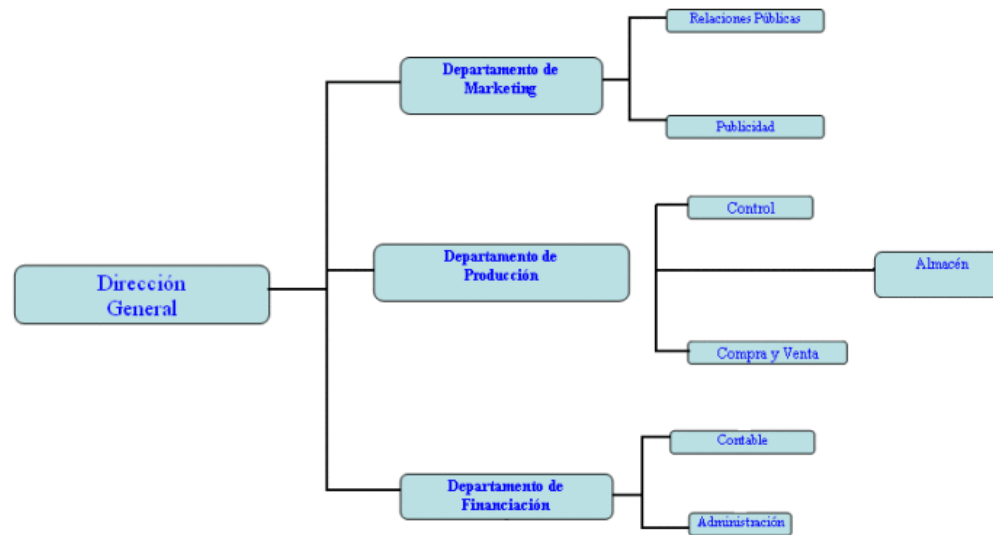 Relaciones Públicas
Departamento de
Marketing
Publicidad
Control
Departamento de
Producción
Almacén
Dirección
General
Compra y Venta
Contable
Departamento de
Financiación
Administración